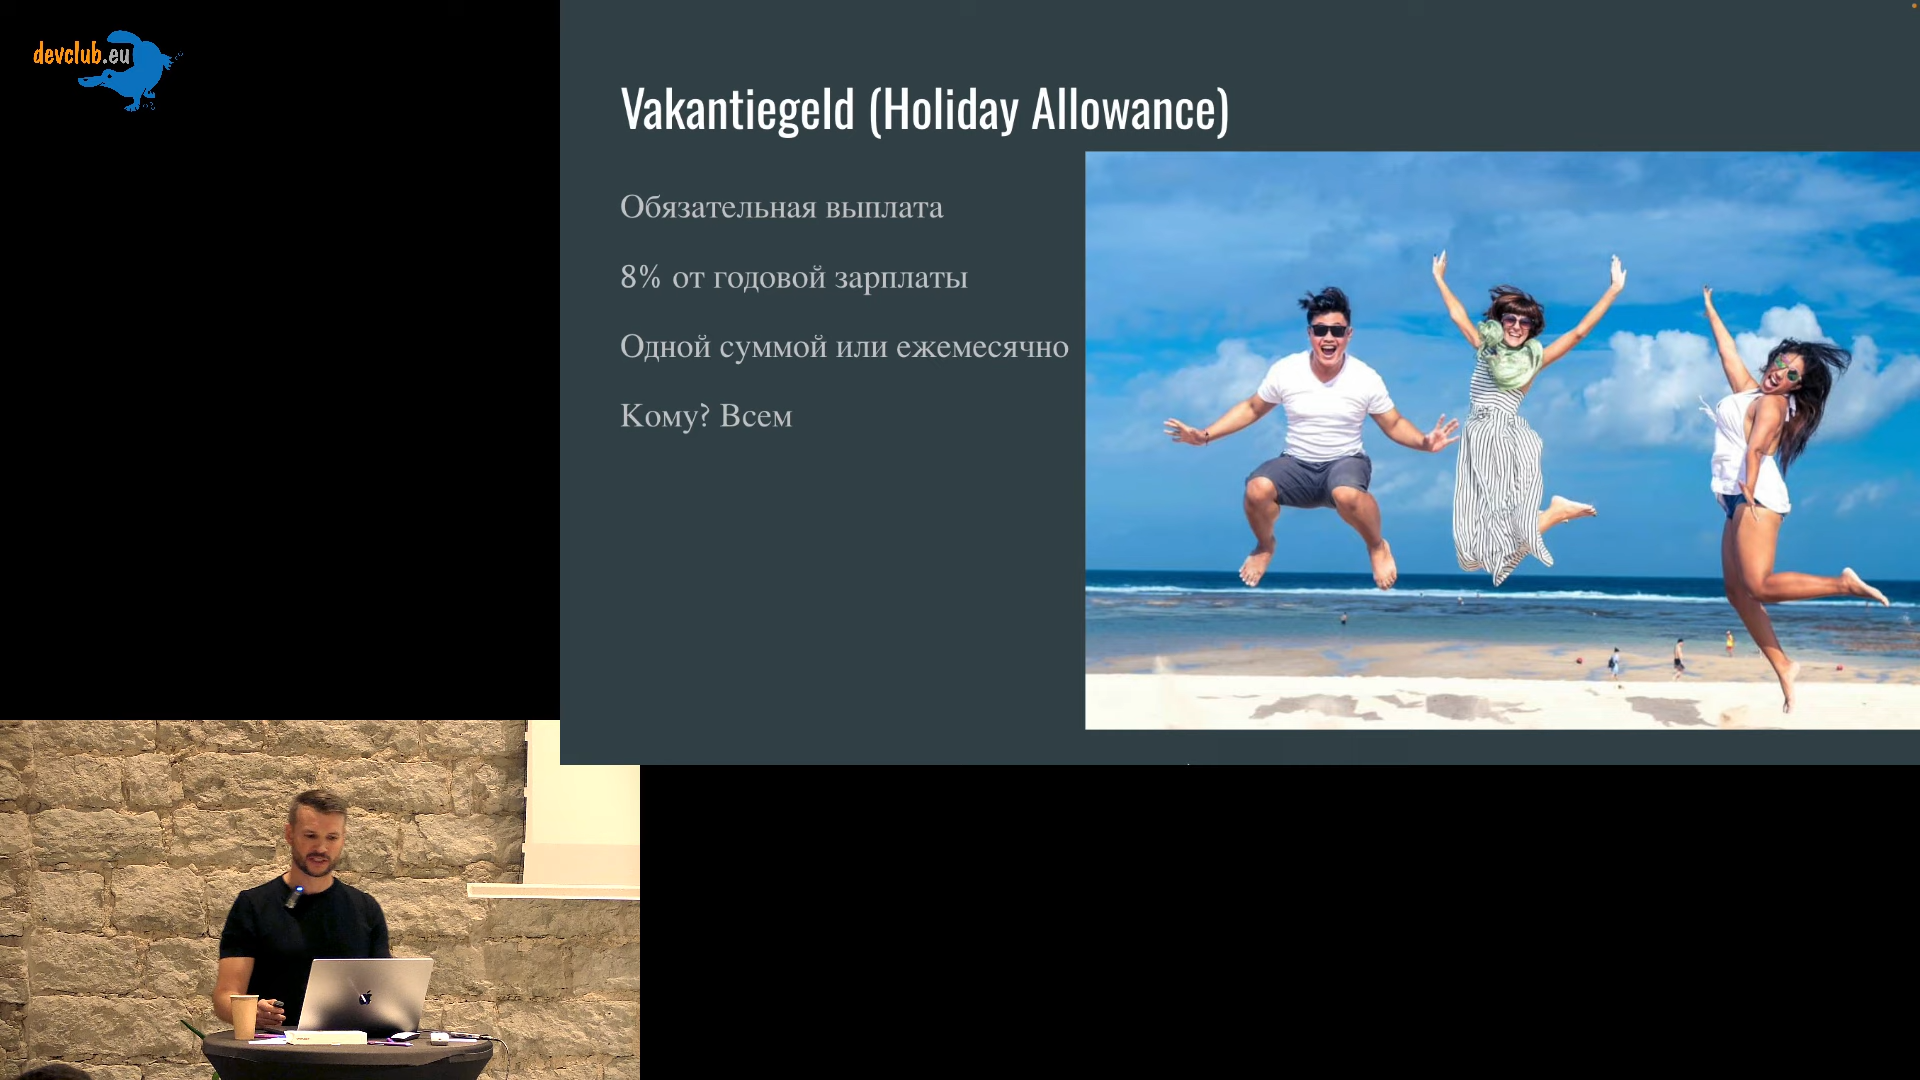 devclub.eu
Vakantiegeld (Holiday Allowance)
Обязательная выплата
8% от годовой зарплаты
Одной суммой или ежемесячно
Кому? Всем